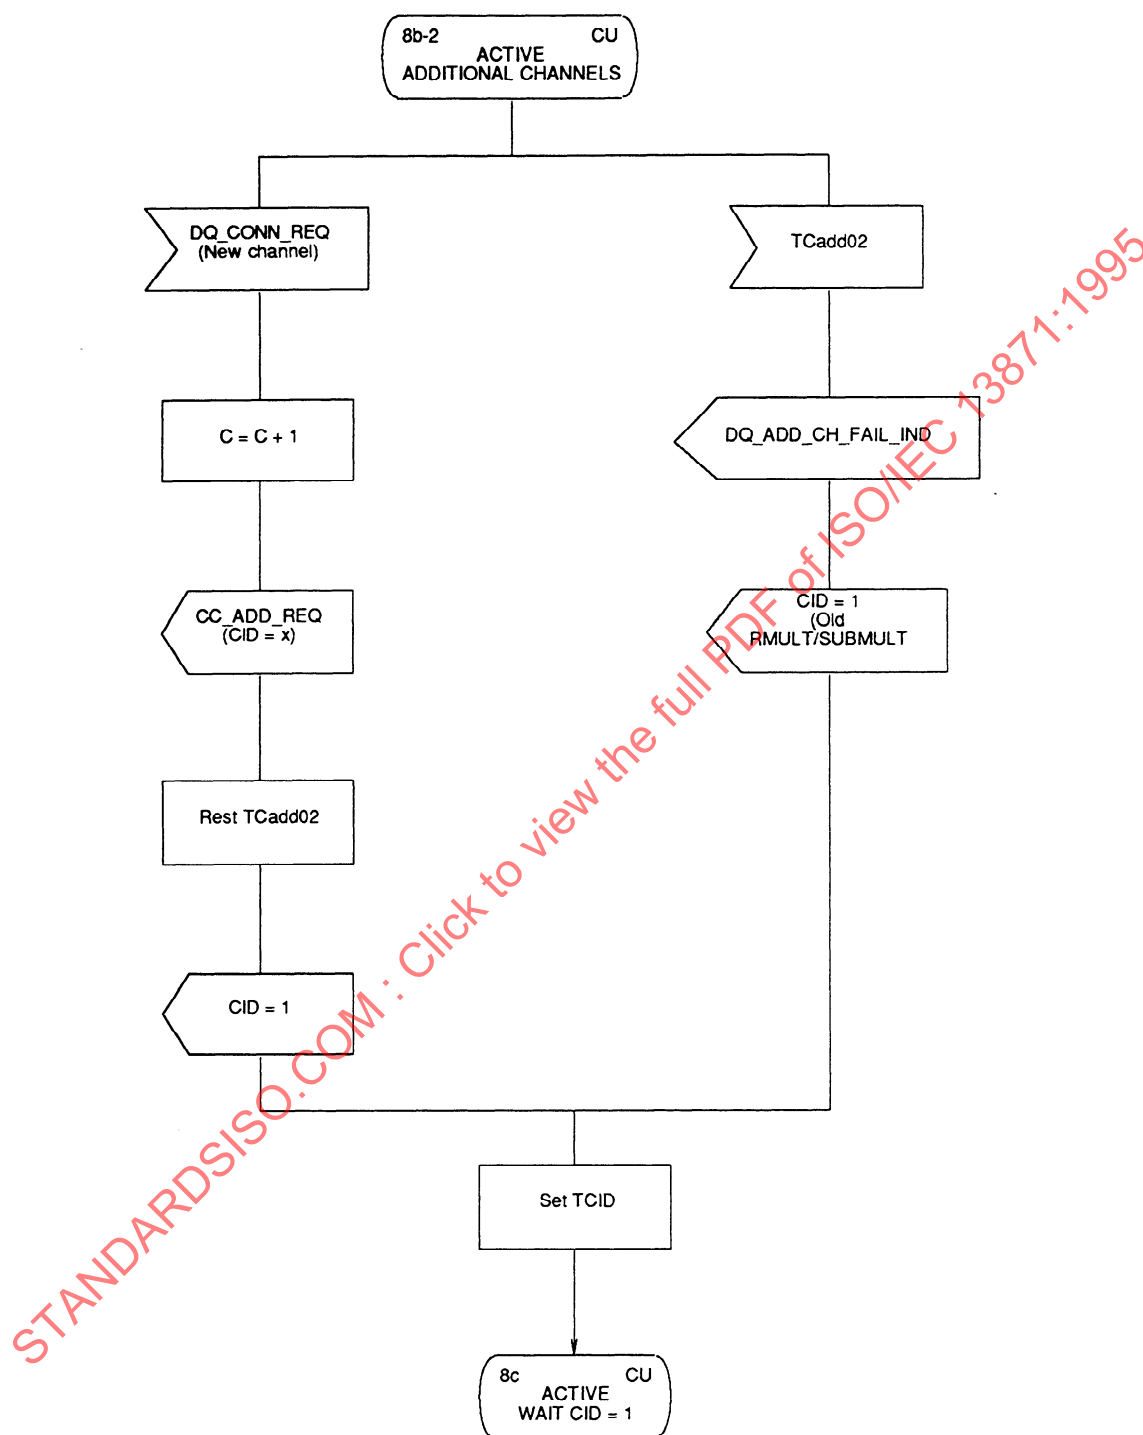 8b-2 CU
ACTIVE
ADDITIONAL CHANNELS
DQ_CONN_REQ
(New channel)
TCadd02
C = C + 1
DQ_ADD_CH_FAIL_IND
CC_ADD_REQ
(CID = x)
CID = 1
(Old
RMULT/SUBMULT
Rest TCadd02
CID = 1
Set TCID
8c CU
ACTIVE
WAIT CID = 1
STANDARDSISO.COM : Click to view the full PDF of ISO/IEC 13871:1995